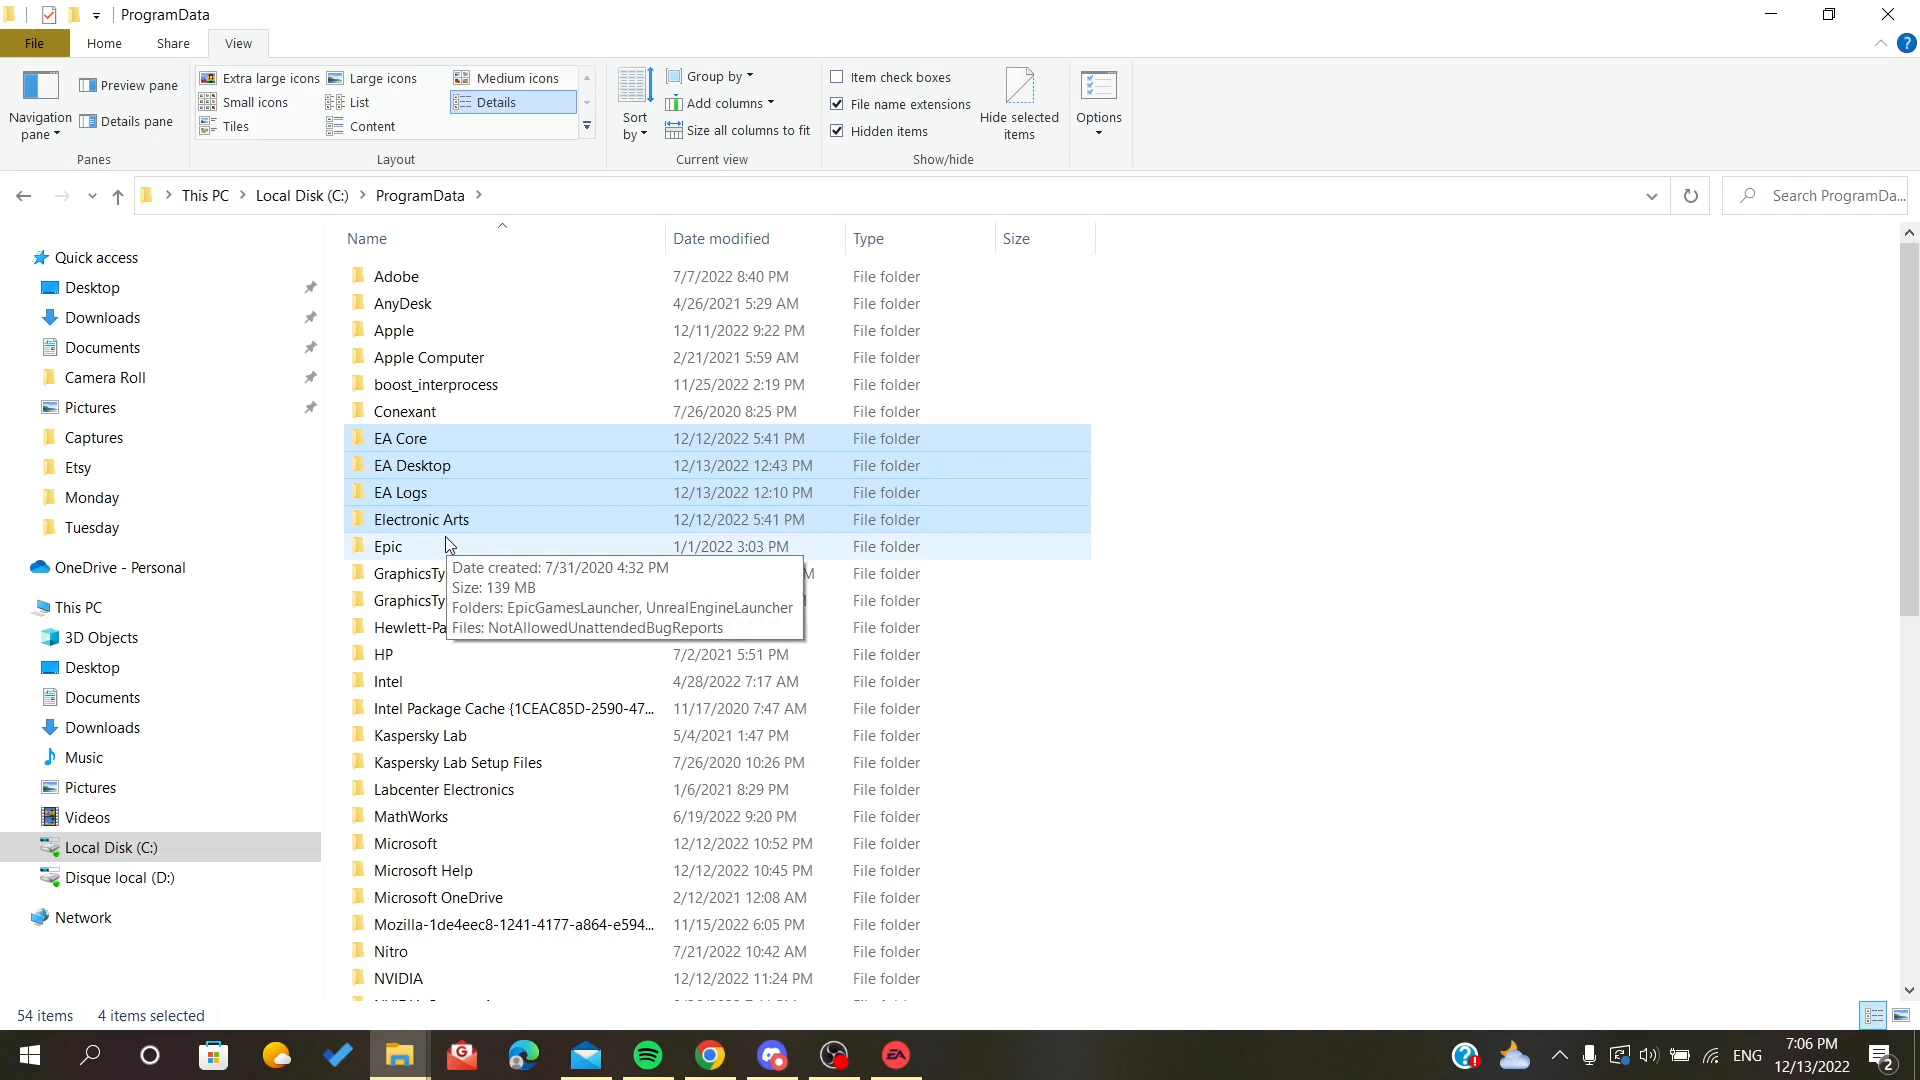 ProgramData
File
Home
Share
View
Navigation pane
Preview pane
Details pane
Panes
Extra large icons
Large icons
Medium icons
Small icons
List
Details
Tiles
Content
Layout
Sort by
Group by
Add columns
Size all columns to fit
Current view
Item check boxes
File name extensions
Hidden items
Hide selected items
Show/hide
Options
This PC > Local Disk (C:) > ProgramData >
Search ProgramDa...
Quick access
Desktop
Downloads
Documents
Camera Roll
Pictures
Captures
Etsy
Monday
Tuesday
OneDrive - Personal
This PC
3D Objects
Desktop
Documents
Downloads
Music
Pictures
Videos
Local Disk (C:)
Disque local (D:)
Network
Name Date modified Type Size
Adobe 7/7/2022 8:40 PM File folder
AnyDesk 4/26/2021 5:29 AM File folder
Apple 12/11/2022 9:22 PM File folder
Apple Computer 2/21/2021 5:59 AM File folder
boost_interprocess 11/25/2022 2:19 PM File folder
Conexant 7/26/2020 8:25 PM File folder
EA Core 12/12/2022 5:41 PM File folder
EA Desktop 12/13/2022 12:43 PM File folder
EA Logs 12/13/2022 12:10 PM File folder
Electronic Arts 12/12/2022 5:41 PM File folder
Epic 1/1/2022 3:03 PM File folder
GraphicsTy File folder
GraphicsTy File folder
Hewlett-Pa File folder
Date created: 7/31/2020 4:32 PM
Size: 139 MB
Folders: EpicGamesLauncher, UnrealEngineLauncher
Files: NotAllowedUnattendedBugReports
HP 7/2/2021 5:51 PM File folder
Intel 4/28/2022 7:17 AM File folder
Intel Package Cache {1CEAC85D-2590-47... 11/17/2020 7:47 AM File folder
Kaspersky Lab 5/4/2021 1:47 PM File folder
Kaspersky Lab Setup Files 7/26/2020 10:26 PM File folder
Labcenter Electronics 1/6/2021 8:29 PM File folder
MathWorks 6/19/2022 9:20 PM File folder
Microsoft 12/12/2022 10:52 PM File folder
Microsoft Help 12/12/2022 10:45 PM File folder
Microsoft OneDrive 2/12/2021 12:08 AM File folder
Mozilla-1de4eec8-1241-4177-a864-e594... 11/15/2022 6:05 PM File folder
Nitro 7/21/2022 10:42 AM File folder
NVIDIA 12/12/2022 11:24 PM File folder
54 items 4 items selected
EA
ENG
7:06 PM
12/13/2022
2